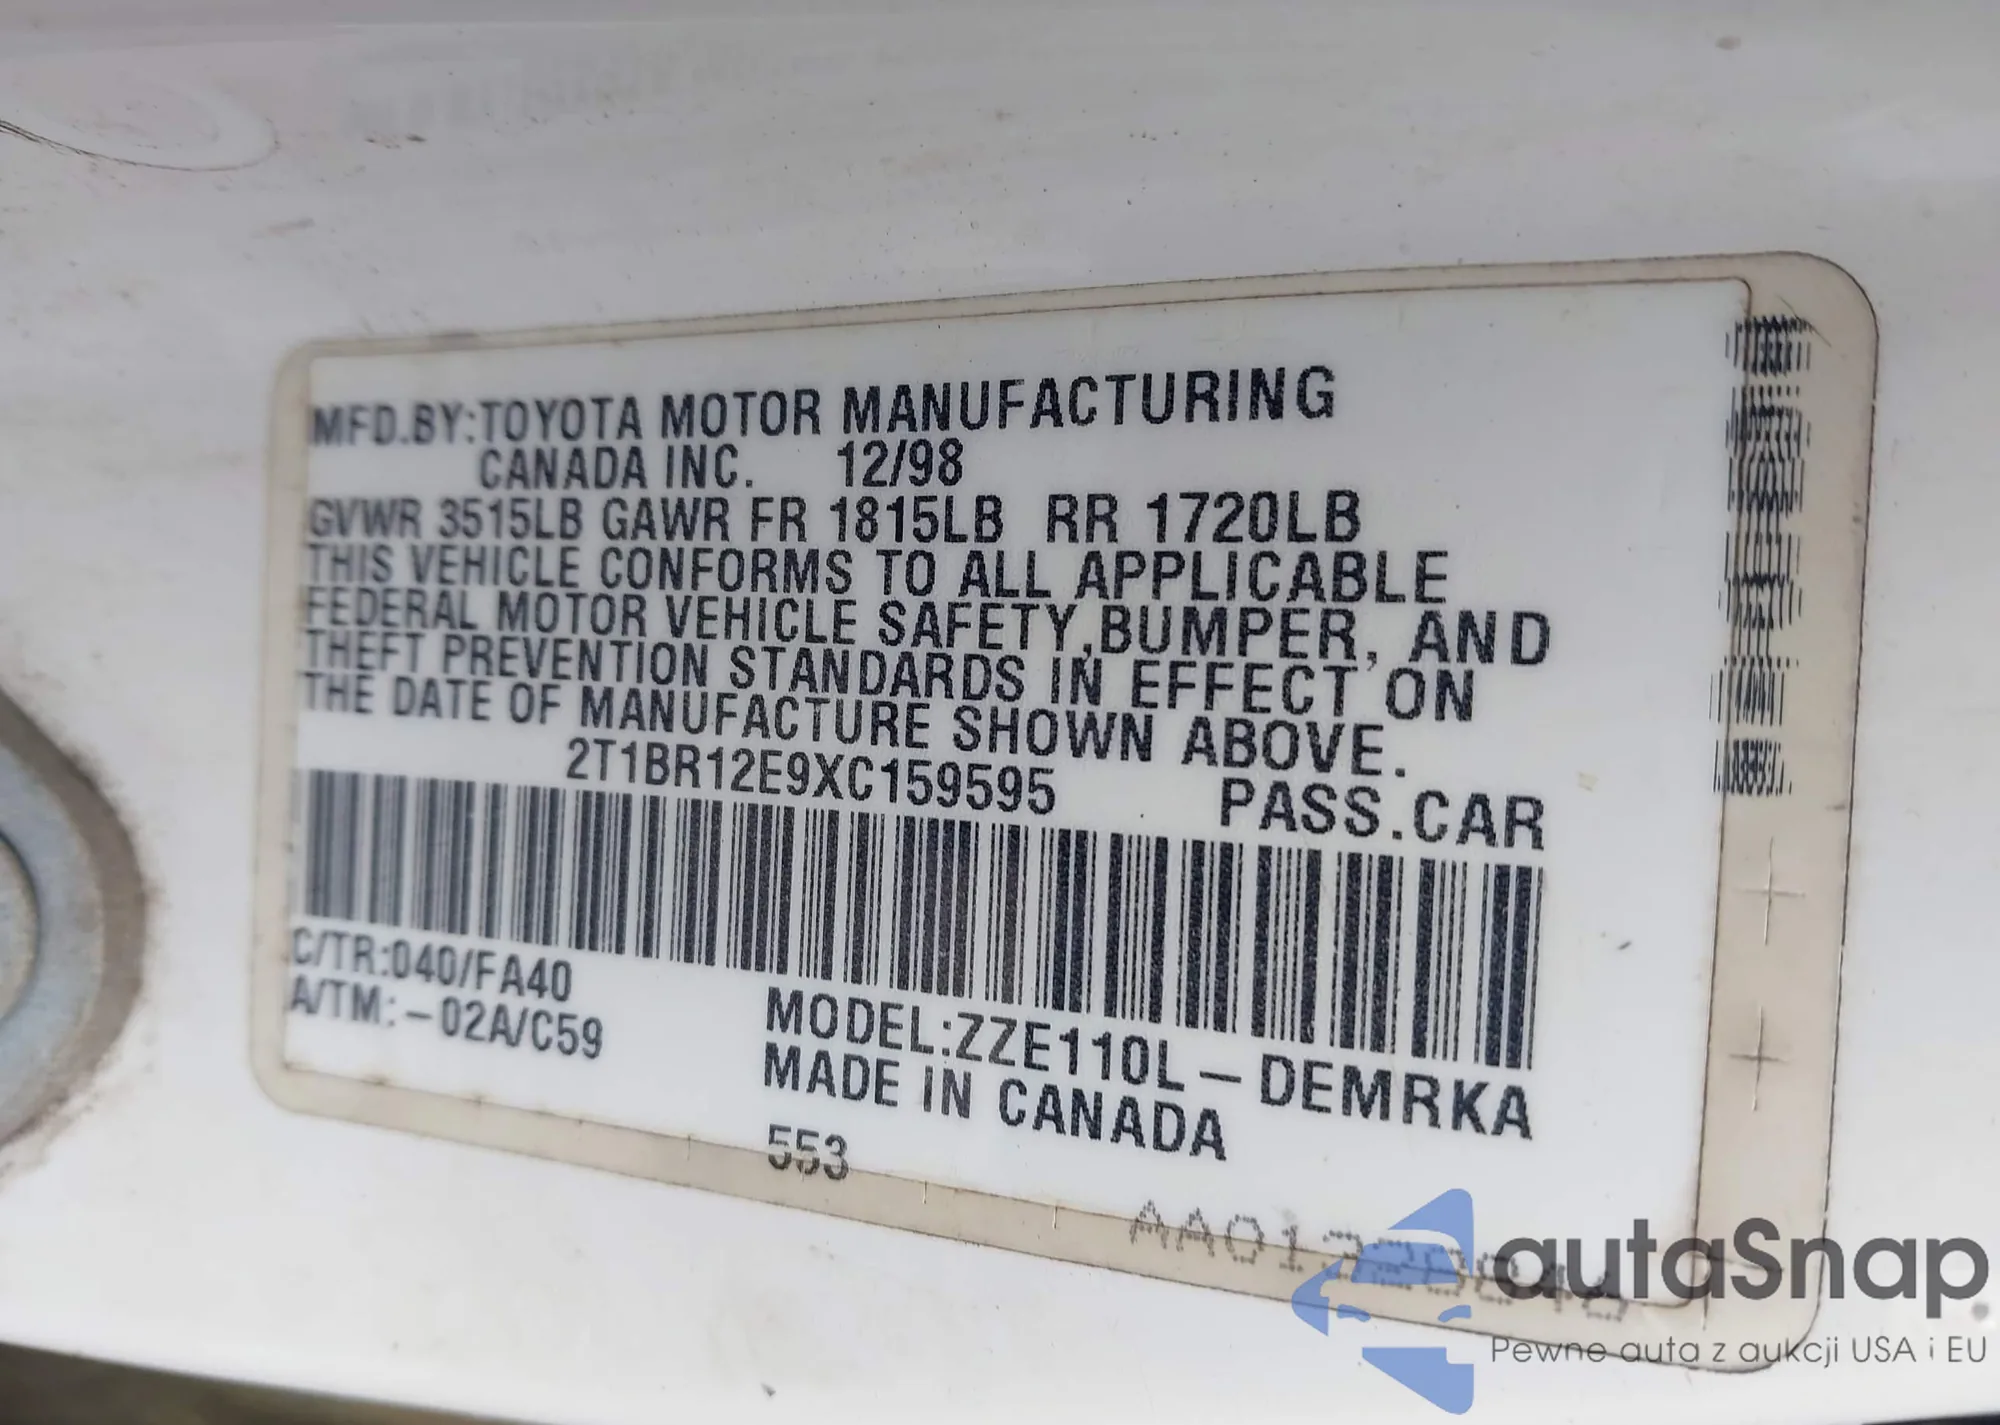 MFD.BY:TOYOTA MOTOR MANUFACTURING
CANADA INC. 12/98
GVWR 3515LB GAWR FR 1815LB RR 1720LB
THIS VEHICLE CONFORMS TO ALL APPLICABLE
FEDERAL MOTOR VEHICLE SAFETY,BUMPER, AND
THEFT PREVENTION STANDARDS IN EFFECT ON
THE DATE OF MANUFACTURE SHOWN ABOVE.
2T1BR12E9XC159595 PASS.CAR
C/TR:040/FA40
A/TM:-02A/C59
MODEL:ZZE110L-DEMRKA
MADE IN CANADA
553
autaSnap.
Pewne auta z aukcji USA i EU